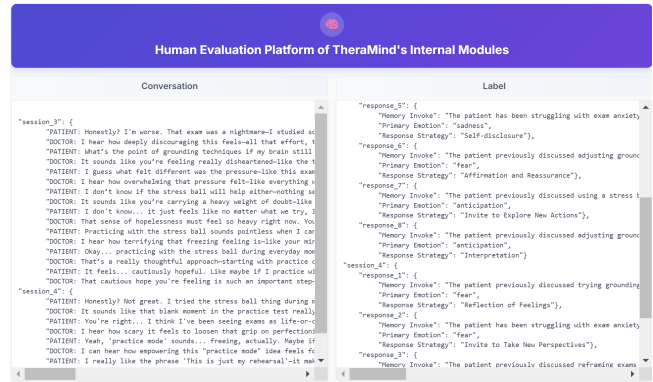 Human Evaluation Platform of TheraMind's Internal Modules
Conversation
"session_3": {
"PATIENT: Honestly? I'm worse. That exam was a nightmare—I studied so
"DOCTOR: I hear how deeply discouraging this feels—all that effort, t
"PATIENT: What's the point of grounding techniques if my brain still
"DOCTOR: It sounds like you're feeling really disheartened—like the t
"PATIENT: I guess what felt different was the pressure—like this exam
"DOCTOR: I hear how overwhelming that pressure felt—like everything w
"PATIENT: I don't know if the stress ball will help either—nothing se
"DOCTOR: It sounds like you're carrying a heavy weight of doubt—like
"PATIENT: I don't know... it just feels like no matter what we try, I
"DOCTOR: That sense of hopelessness must feel so heavy right now. You
"PATIENT: Practicing with the stress ball sounds pointless when I can
"DOCTOR: I hear how terrifying that freezing feeling is—like your min
"PATIENT: Okay... practicing with the stress ball during everyday mom
"DOCTOR: That's a really thoughtful approach—starting with practice o
"PATIENT: It feels... cautiously hopeful. Like maybe if I practice wi
"DOCTOR: That cautious hope you're feeling is such an important step—
"session_4": {
"PATIENT: Honestly? Not great. I tried the stress ball thing during m
"DOCTOR: It sounds like that blank moment in the practice test really
"PATIENT: You're right... I think I've been seeing exams as life-or-d
"DOCTOR: I hear how scary it feels to loosen that grip on perfection
"PATIENT: Yeah, 'practice mode' sounds... freeing, actually. Maybe if
"DOCTOR: I can hear how empowering this "practice mode" idea feels fo
"PATIENT: I really like the phrase 'This is just my rehearsal'—it mak
Label
"response_5": {
"Memory Invoke": "The patient has been struggling with exam anxiety
"Primary Emotion": "sadness",
"Response Strategy": "Self-disclosure"},
"response_6": {
"Memory Invoke": "The patient previously discussed adjusting ground
"Primary Emotion": "fear",
"Response Strategy": "Affirmation and Reassurance"},
"response_7": {
"Memory Invoke": "The patient previously discussed using a stress b
"Primary Emotion": "anticipation",
"Response Strategy": "Invite to Explore New Actions"},
"response_8": {
"Memory Invoke": "The patient previously discussed adjusting ground
"Primary Emotion": "anticipation",
"Response Strategy": "Interpretation"}
"session_4": {
"response_1": {
"Memory Invoke": "The patient previously discussed trying grounding
"Primary Emotion": "fear",
"Response Strategy": "Reflection of Feelings"},
"response_2": {
"Memory Invoke": "The patient has been struggling with exam anxiety
"Primary Emotion": "fear",
"Response Strategy": "Invite to Take New Perspectives"},
"response_3": {
"Memory Invoke": "The patient previously discussed reframing exams